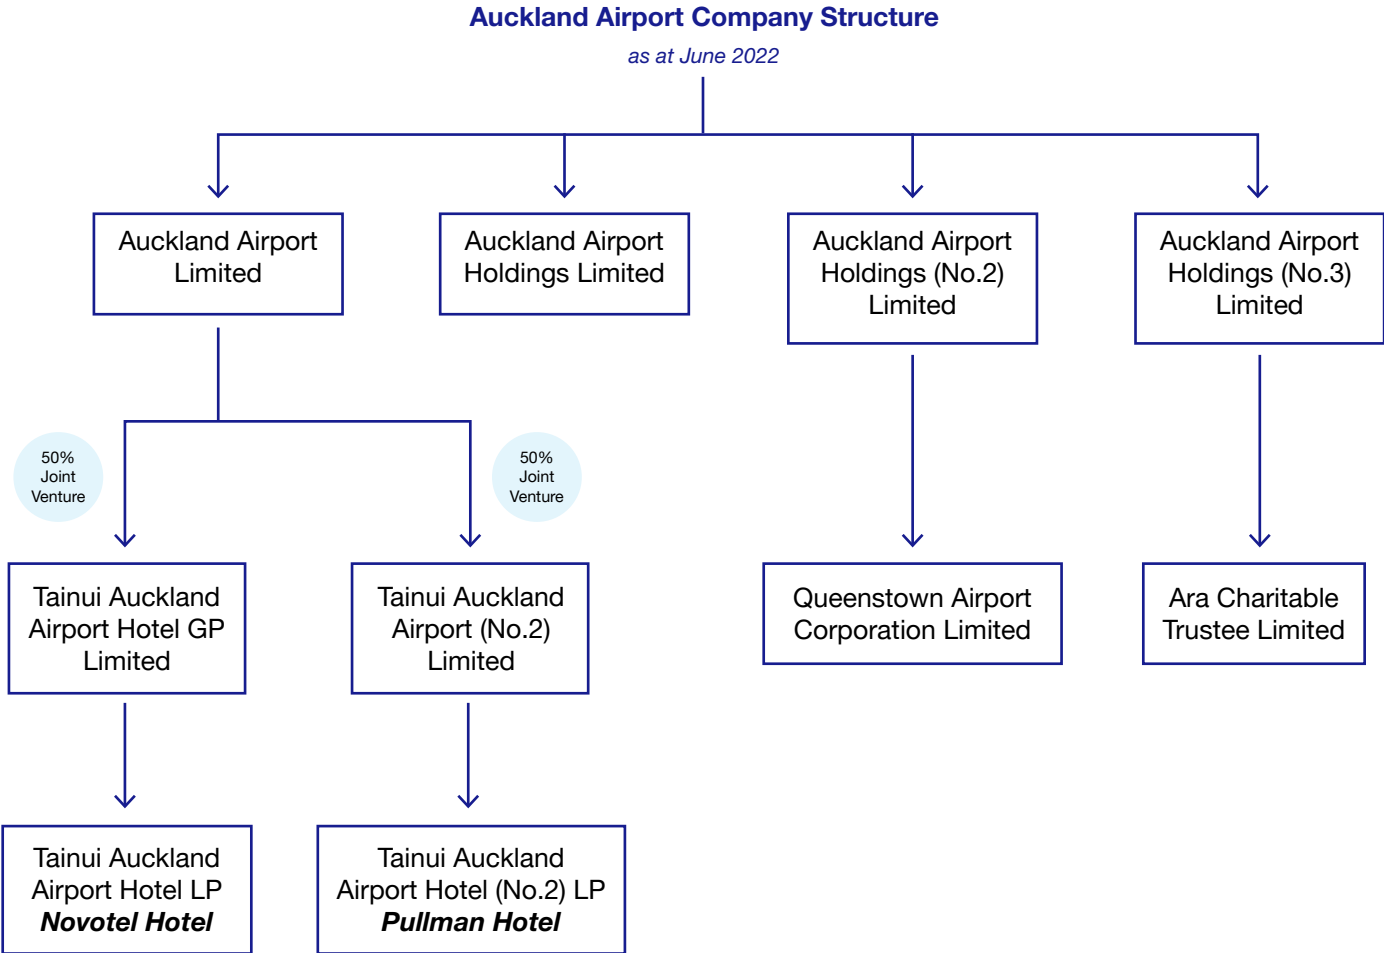 Auckland Airport Company Structure
as at June 2022
Auckland Airport
Limited
Auckland Airport
Holdings Limited
Auckland Airport
Holdings (No.2)
Limited
Auckland Airport
Holdings (No.3)
Limited
50%
Joint
Venture
50%
Joint
Venture
Tainui Auckland
Airport Hotel GP
Limited
Tainui Auckland
Airport (No.2)
Limited
Queenstown Airport
Corporation Limited
Ara Charitable
Trustee Limited
Tainui Auckland
Airport Hotel LP
Novotel Hotel
Tainui Auckland
Airport Hotel (No.2) LP
Pullman Hotel